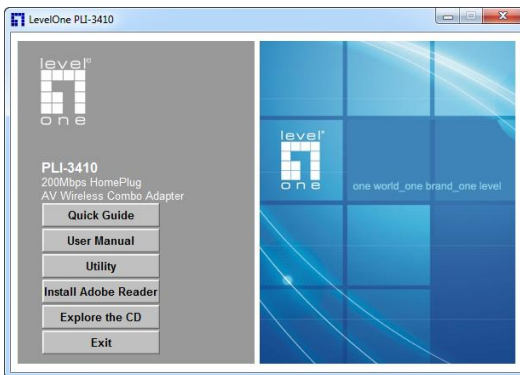 LevelOne PLI-3410
level
one
PLI-3410
200Mbps HomePlug
AV Wireless Combo Adapter
Quick Guide
User Manual
Utility
Install Adobe Reader
Explore the CD
Exit
level
one
one world_one brand_one level